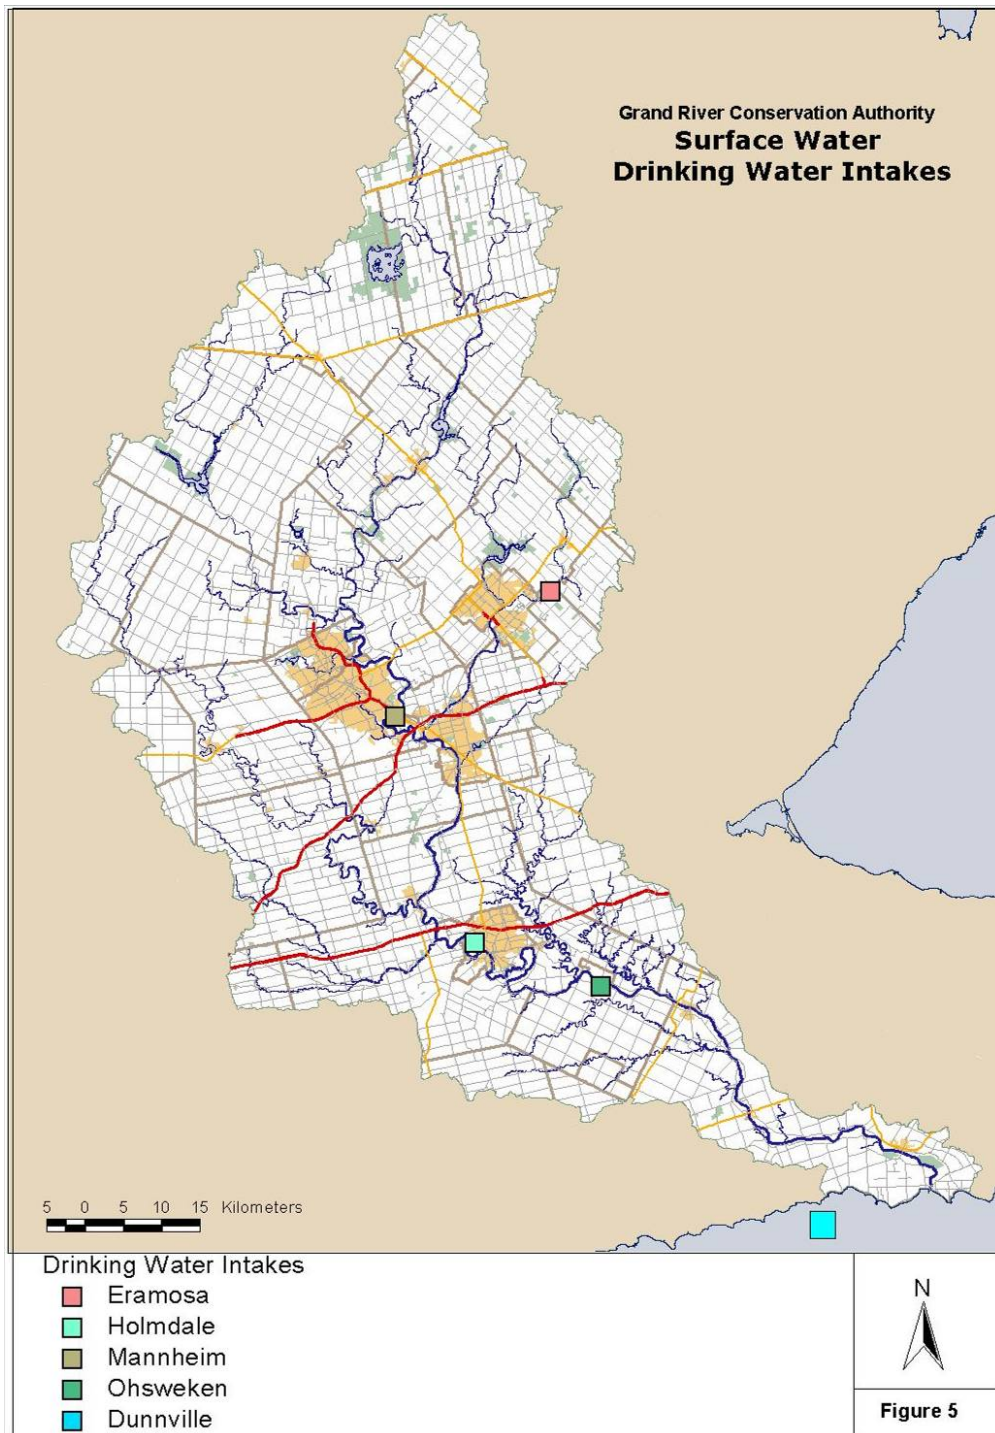 Grand River Conservation Authority
Surface Water
Drinking Water Intakes
5 0 5 10 15 Kilometers
Drinking Water Intakes
Eramosa
Holmdale
Mannheim
Ohsweken
Dunnville
N
Figure 5